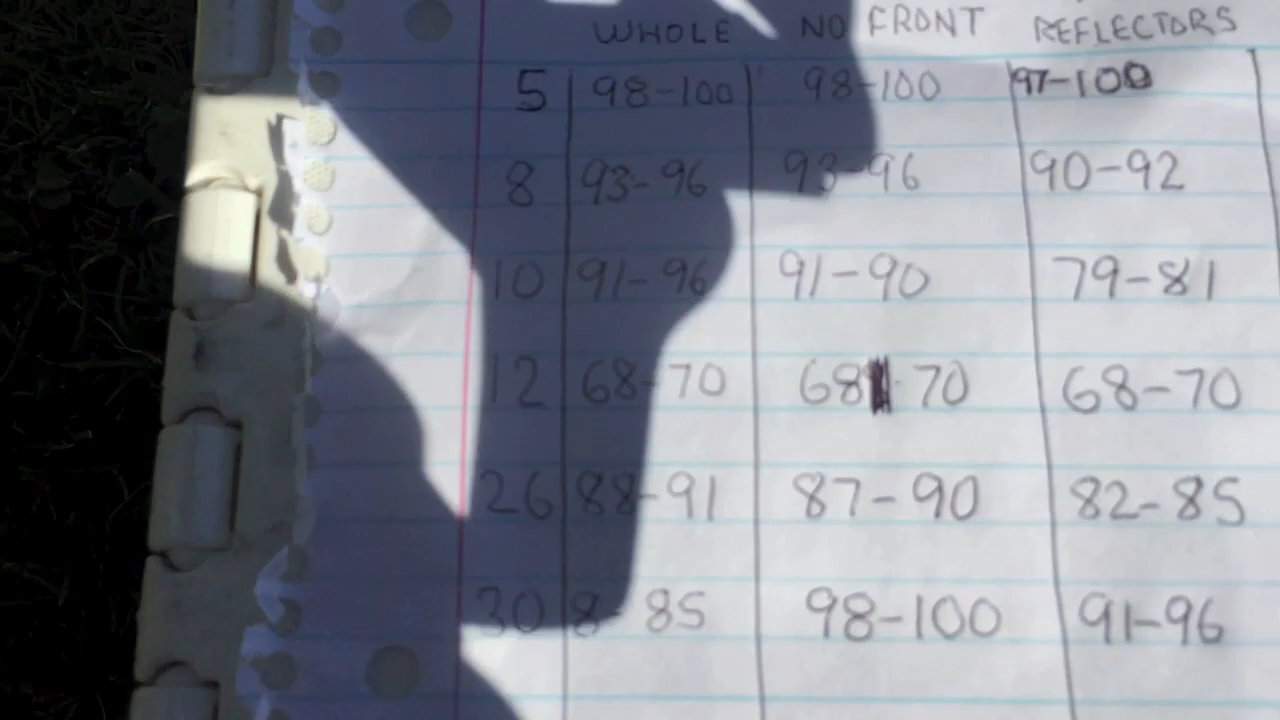 WHOLE NO FRONT REFLECTORS
5 98-100 98-100 97-100
8 93-96 93-96 90-92
10 91-96 91-90 79-81
12 68-70 68 70 68-70
26 88-91 87-90 82-85
30 85 98-100 91-96